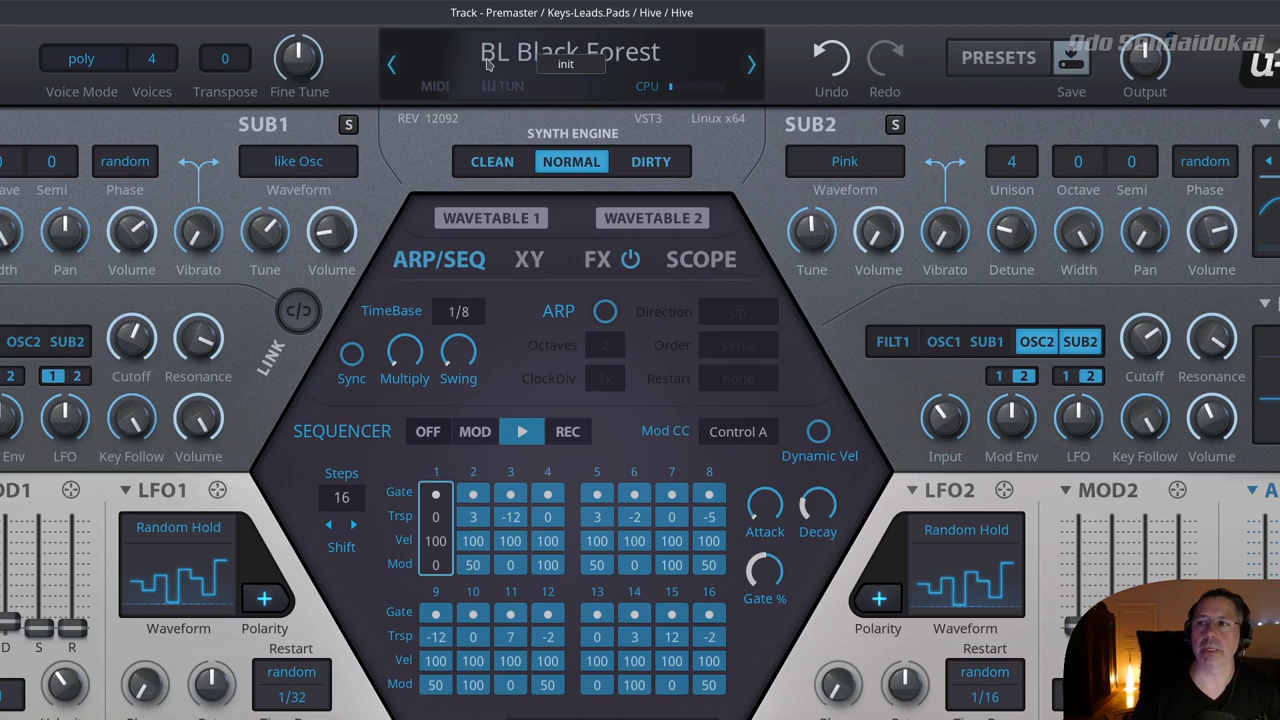 Track - Premaster / Keys-Leads.Pads / Hive / Hive
poly 4 0
Voice Mode Voices Transpose Fine Tune
BL Black Forest
init
MIDI TUN CPU
Undo Redo
PRESETS
Save Output
Odo Sendaidokai
u-
SUB1 S
REV 12092 VST3 Linux x64
SYNTH ENGINE
CLEAN NORMAL DIRTY
SUB2 S
0 random like Osc
Semi Phase Waveform
Pan Volume Vibrato Tune Volume
Pink 4 0 0 random
Waveform Unison Octave Semi Phase
Tune Volume Vibrato Detune Width Pan Volume
WAVETABLE 1 WAVETABLE 2
ARP/SEQ XY FX SCOPE
TimeBase 1/8 ARP Direction up
Octaves 2 Order serial
Sync Multiply Swing ClockDiv 1x Restart none
OSC2 SUB2
2 1 2
Cutoff Resonance
LINK
Env LFO Key Follow Volume
FILT1 OSC1 SUB1 OSC2 SUB2
1 2 1 2
Cutoff Resonance
Input Mod Env LFO Key Follow Volume
SEQUENCER OFF MOD REC Mod CC Control A
Dynamic Vel
Steps
16
Shift
1 2 3 4 5 6 7 8
Gate
Trsp 0 3 -12 0 3 -2 0 -5
Vel 100 100 100 100 100 100 100 100
Mod 0 50 0 100 50 0 100 50
9 10 11 12 13 14 15 16
Gate
Trsp -12 0 7 -2 0 3 12 -2
Vel 100 100 100 100 100 100 100 100
Mod 50 100 0 50 0 100 0 50
Attack Decay
Gate %
LFO1
Random Hold
Waveform Polarity
Restart
random
1/32
D S R
LFO2 MOD2
Random Hold
Polarity Waveform
Restart
random
1/16